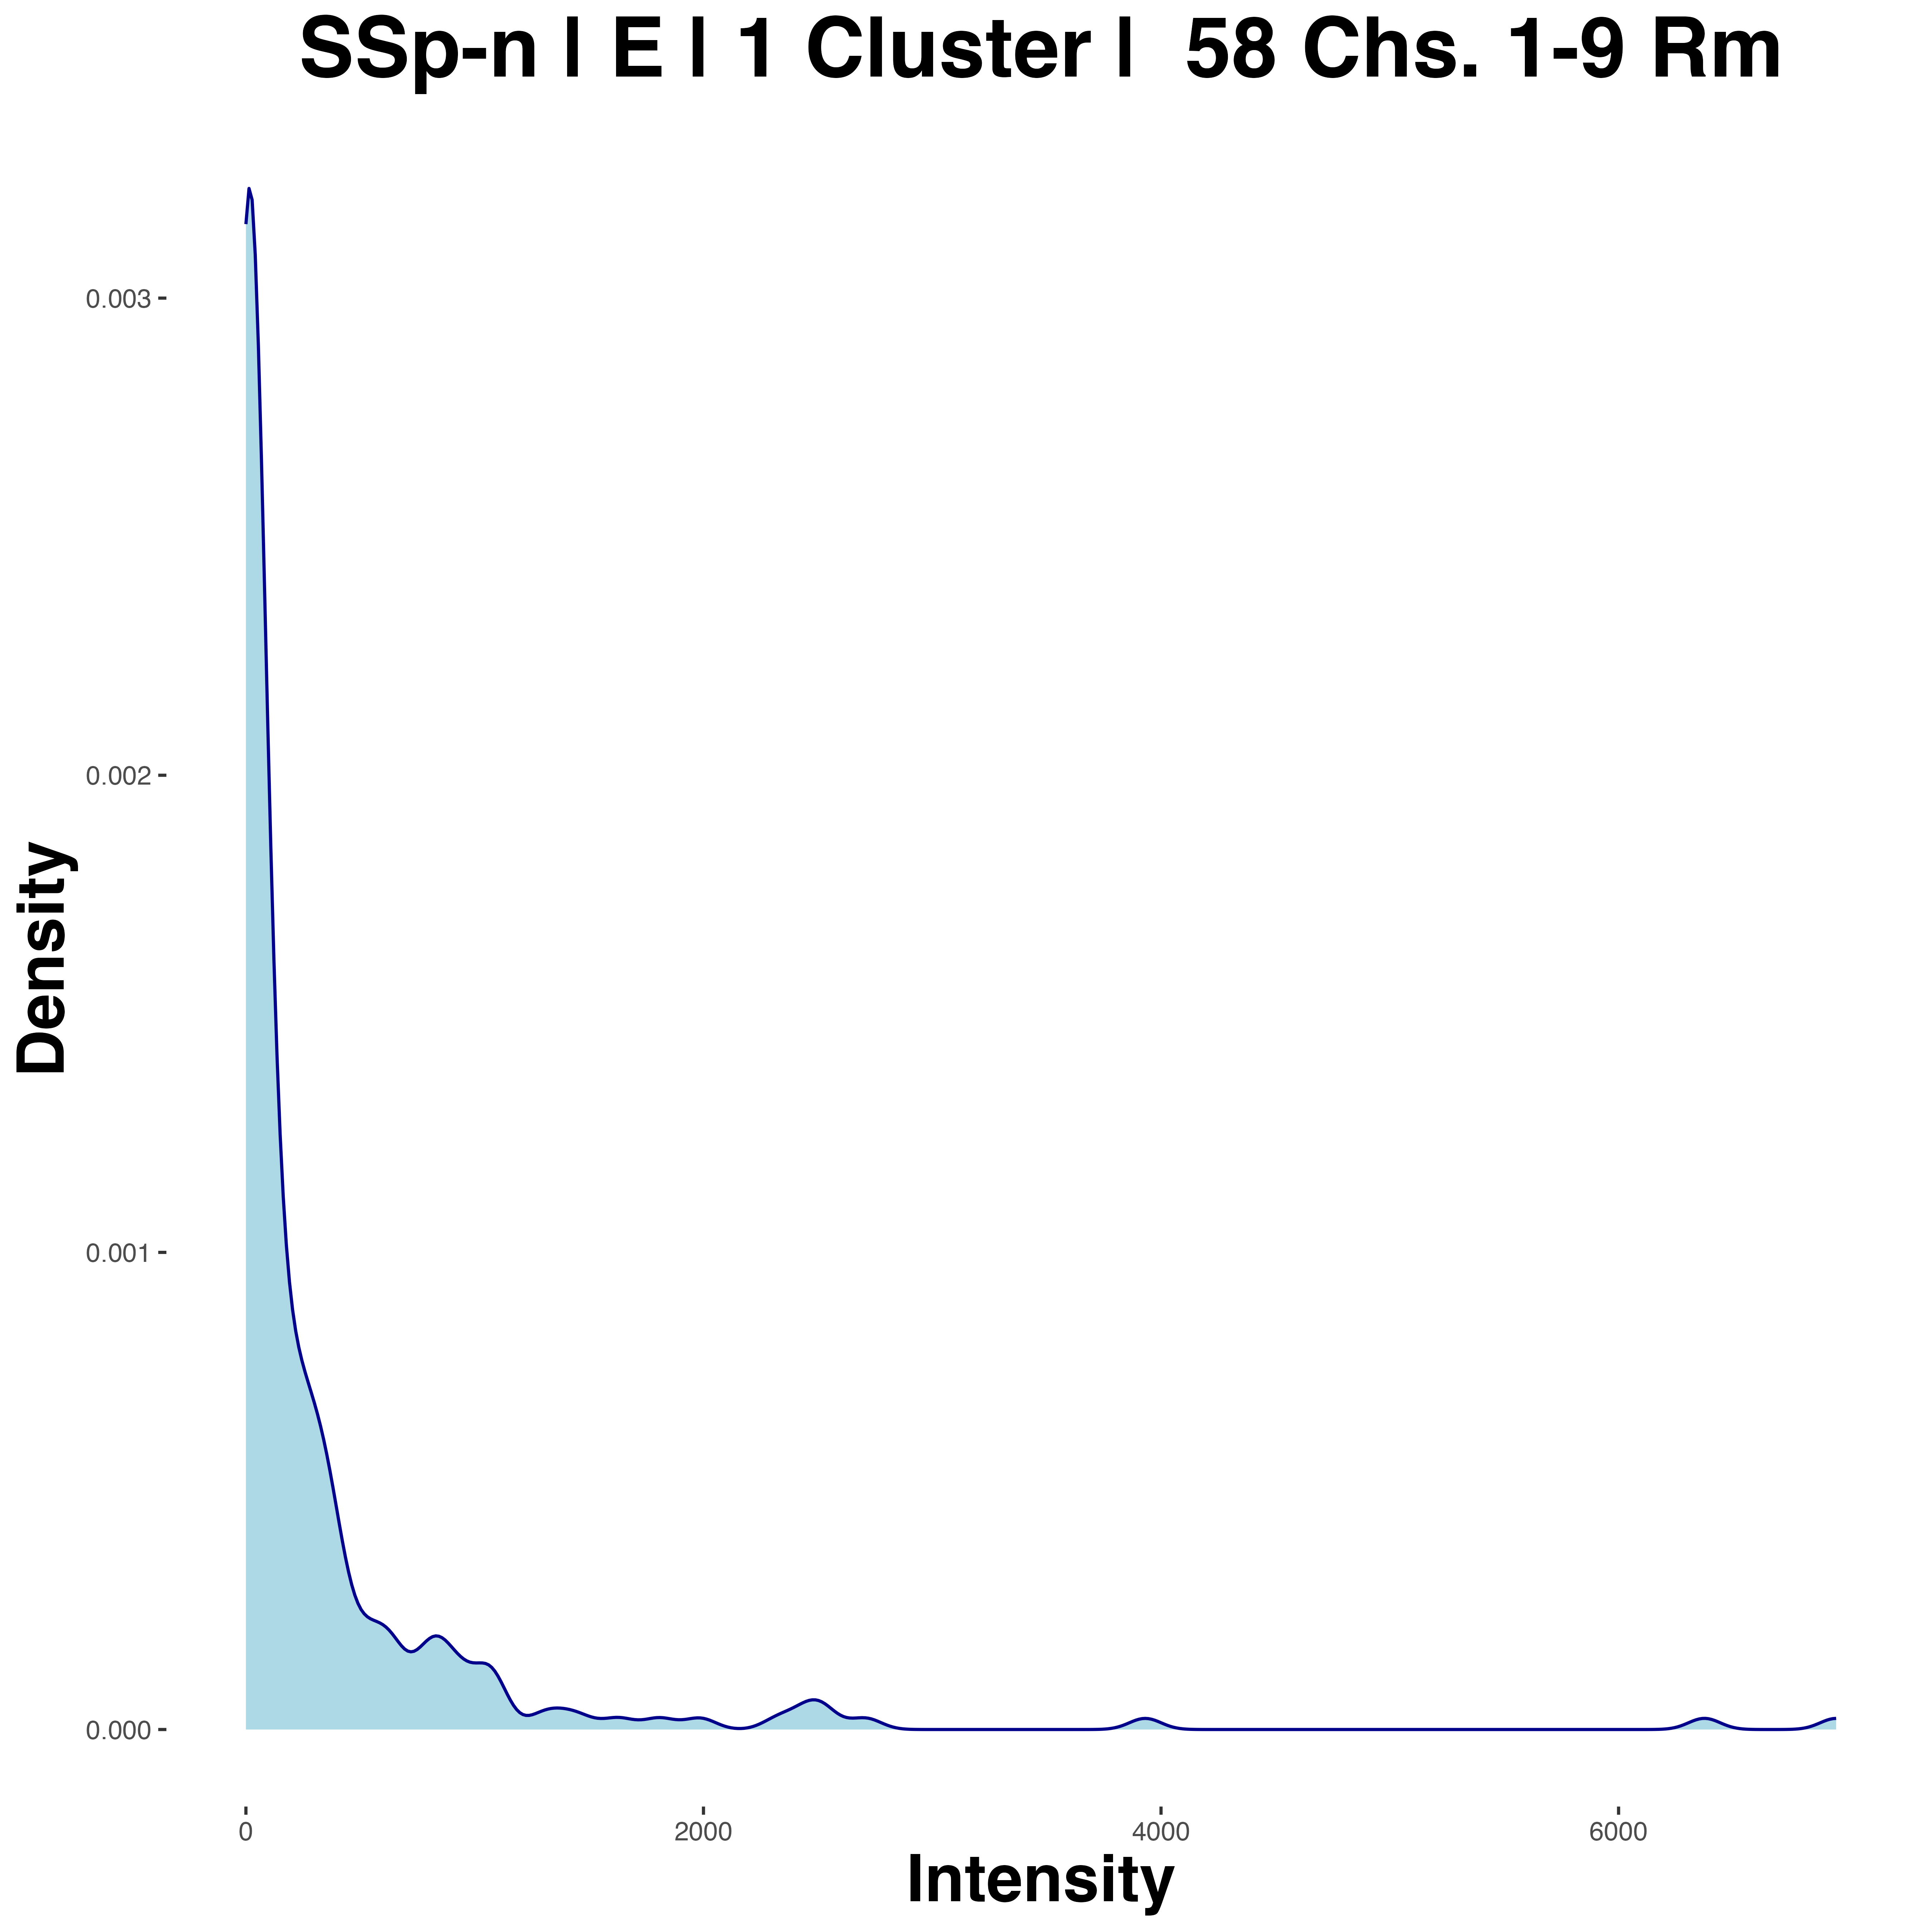 SSp-n | E | 1 Cluster |  58 Chs. 1-9 Rm
0.003
0.002
0.001
0.000
Density
0 2000 4000 6000
Intensity